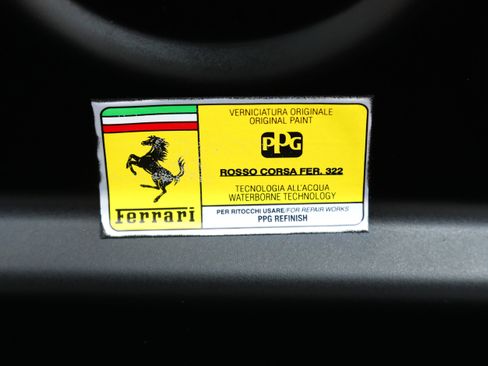 VERNICIATURA ORIGINALE
ORIGINAL PAINT
PPG
ROSSO CORSA FER. 322
TECNOLOGIA ALL'ACQUA
WATERBORNE TECHNOLOGY
Ferrari
PER RITOCCHI USARE/FOR REPAIR WORKS
PPG REFINISH